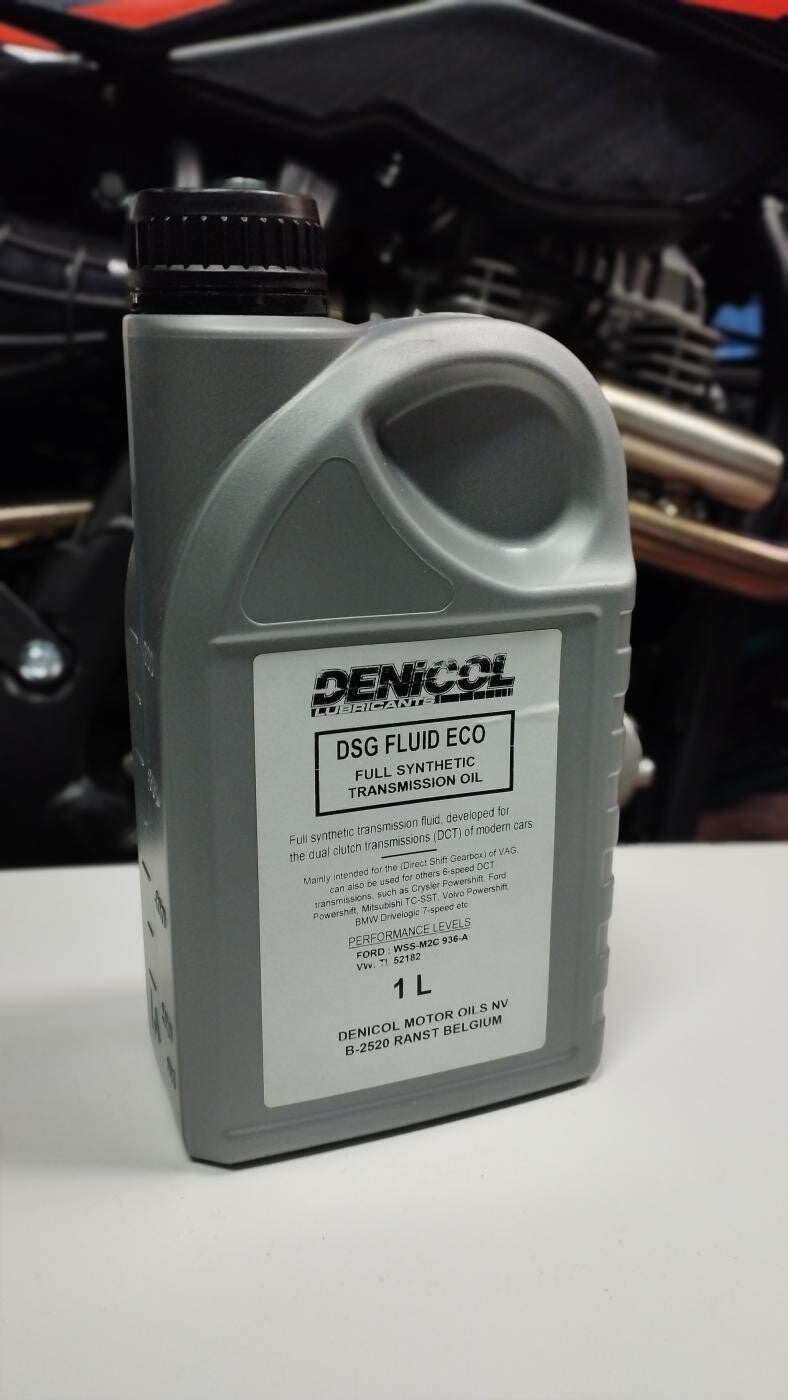 DENiCOL
LUBRICANTS
DSG FLUID ECO
FULL SYNTHETIC
TRANSMISSION OIL
Full synthetic transmission fluid, developed for
the dual clutch transmissions (DCT) of modern cars.
Mainly intended for the (Direct Shift Gearbox) of VAG,
can also be used for others 6-speed DCT
transmissions, such as Crysler Powershift, Ford
Powershift, Mitsubishi TC-SST, Volvo Powershift,
BMW Drivelogic 7-speed etc.
PERFORMANCE LEVELS
FORD : WSS-M2C 936-A
VW: TL 52182
1 L
DENICOL MOTOR OILS NV
B-2520 RANST BELGIUM